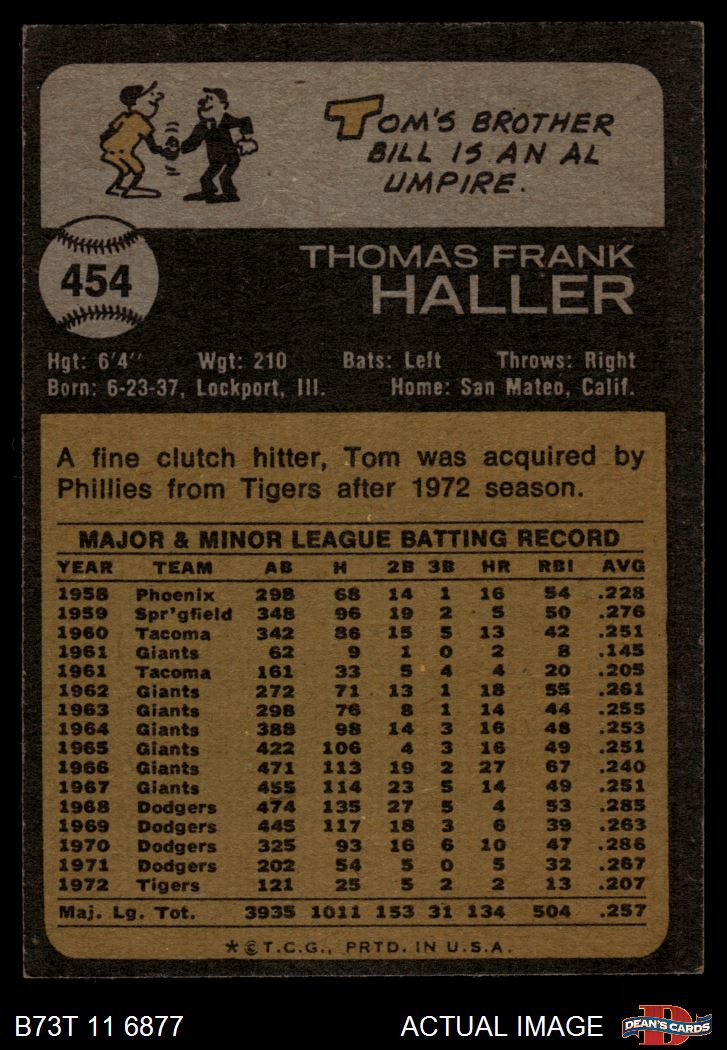 TOM'S BROTHER
BILL IS AN AL
UMPIRE.
454
THOMAS FRANK
HALLER
Hgt: 6'4" Wgt: 210 Bats: Left Throws: Right
Born: 6-23-37, Lockport, Ill. Home: San Mateo, Calif.
A fine clutch hitter, Tom was acquired by
Phillies from Tigers after 1972 season.
MAJOR & MINOR LEAGUE BATTING RECORD
YEAR TEAM AB H 2B 3B HR RBI AVG
1958 Phoenix 298 68 14 1 16 54 .228
1959 Spr'gfield 348 96 19 2 5 50 .276
1960 Tacoma 342 86 15 5 13 42 .251
1961 Giants 62 9 1 0 2 8 .145
1961 Tacoma 161 33 5 4 4 20 .205
1962 Giants 272 71 13 1 18 55 .261
1963 Giants 298 76 8 1 14 44 .255
1964 Giants 388 98 14 3 16 48 .253
1965 Giants 422 106 4 3 16 49 .251
1966 Giants 471 113 19 2 27 67 .240
1967 Giants 455 114 23 5 14 49 .251
1968 Dodgers 474 135 27 5 4 53 .285
1969 Dodgers 445 117 18 3 6 39 .263
1970 Dodgers 325 93 16 6 10 47 .286
1971 Dodgers 202 54 5 0 5 32 .267
1972 Tigers 121 25 5 2 2 13 .207
Maj. Lg. Tot. 3935 1011 153 31 134 504 .257
*© T.C.G., PRTD. IN U.S.A.
B73T 11 6877 ACTUAL IMAGE DEAN'S CARDS